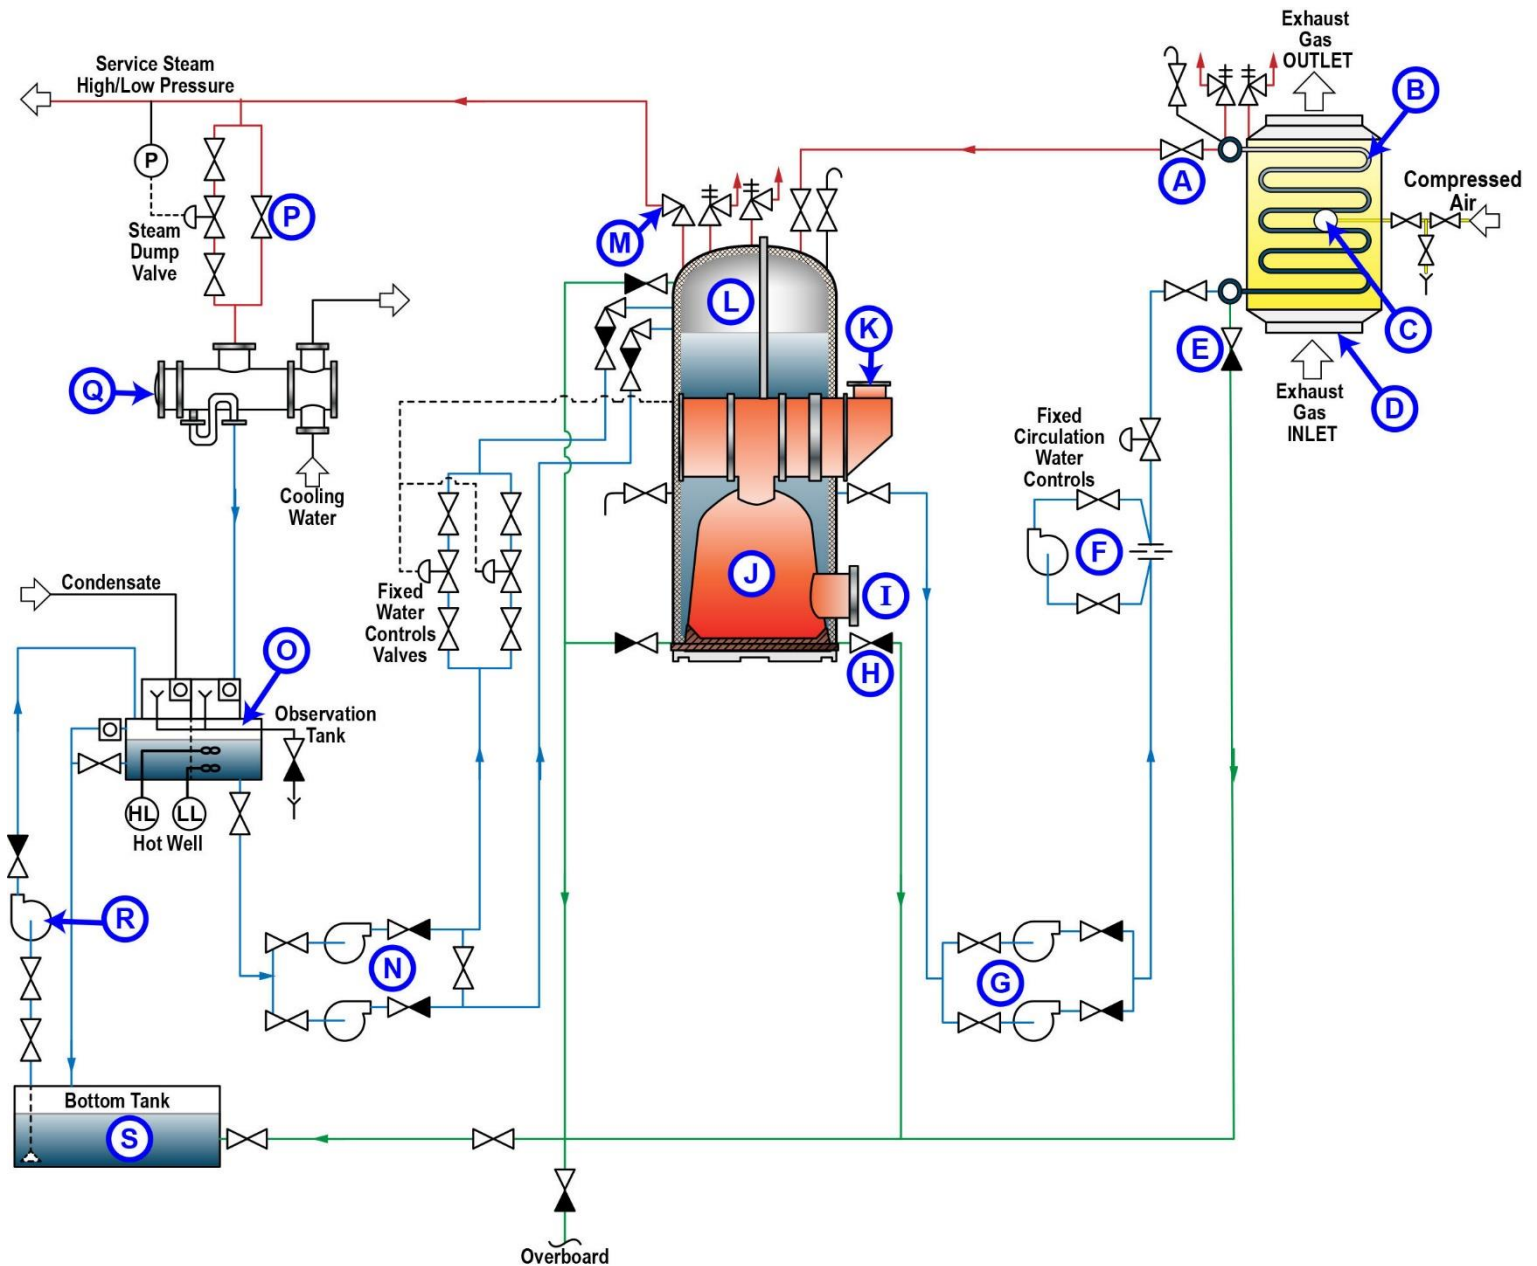 Exhaust
Gas
OUTLET
Service Steam
High/Low Pressure
B
P
A
Compressed
Air
P
Steam
Dump
Valve
M
L
K
C
E
Q
Exhaust
Gas
INLET
D
Fixed
Circulation
Water
Controls
Cooling
Water
F
J
I
Condensate
Fixed
Water
Controls
Valves
O
H
Observation
Tank
HL
LL
Hot Well
R
N
G
Bottom Tank
S
Overboard